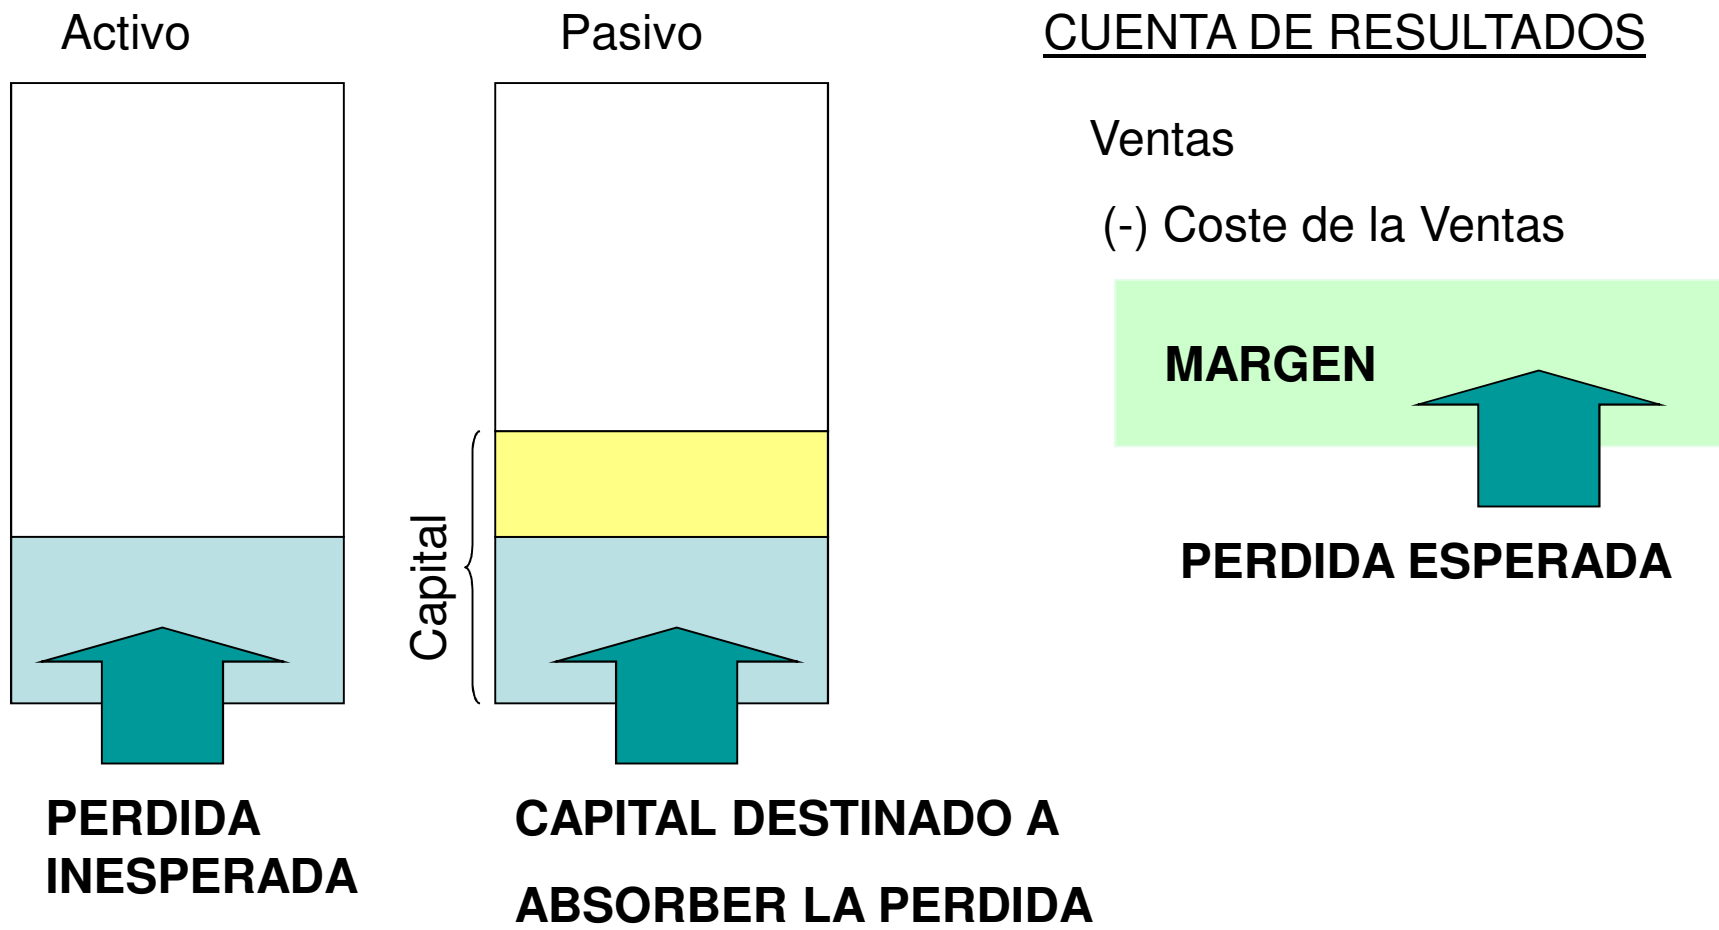 Activo
Pasivo
CUENTA DE RESULTADOS
Ventas
(-) Coste de la Ventas
MARGEN
PERDIDA ESPERADA
Capital
PERDIDA
INESPERADA
CAPITAL DESTINADO A
ABSORBER LA PERDIDA